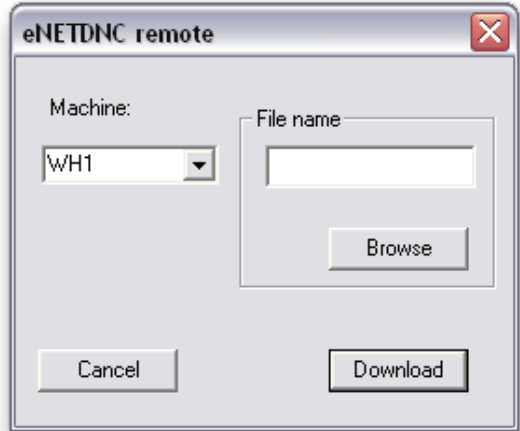 eNETDNC remote
Machine:
File name
WH1
Browse
Cancel
Download